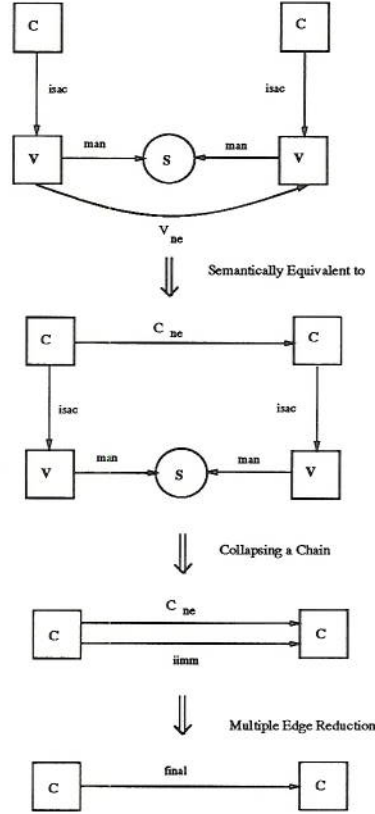 C C
isac isac
man man
V S V
V ne
Semantically Equivalent to
C ne
C C
isac isac
man man
V S V
Collapsing a Chain
C ne
C C
iimm
Multiple Edge Reduction
final
C C